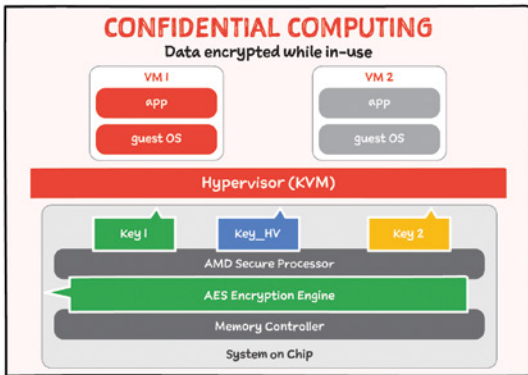 CONFIDENTIAL COMPUTING
Data encrypted while in-use
VM 1
app
guest OS
VM 2
app
guest OS
Hypervisor (KVM)
Key 1
Key_HV
Key 2
AMD Secure Processor
AES Encryption Engine
Memory Controller
System on Chip